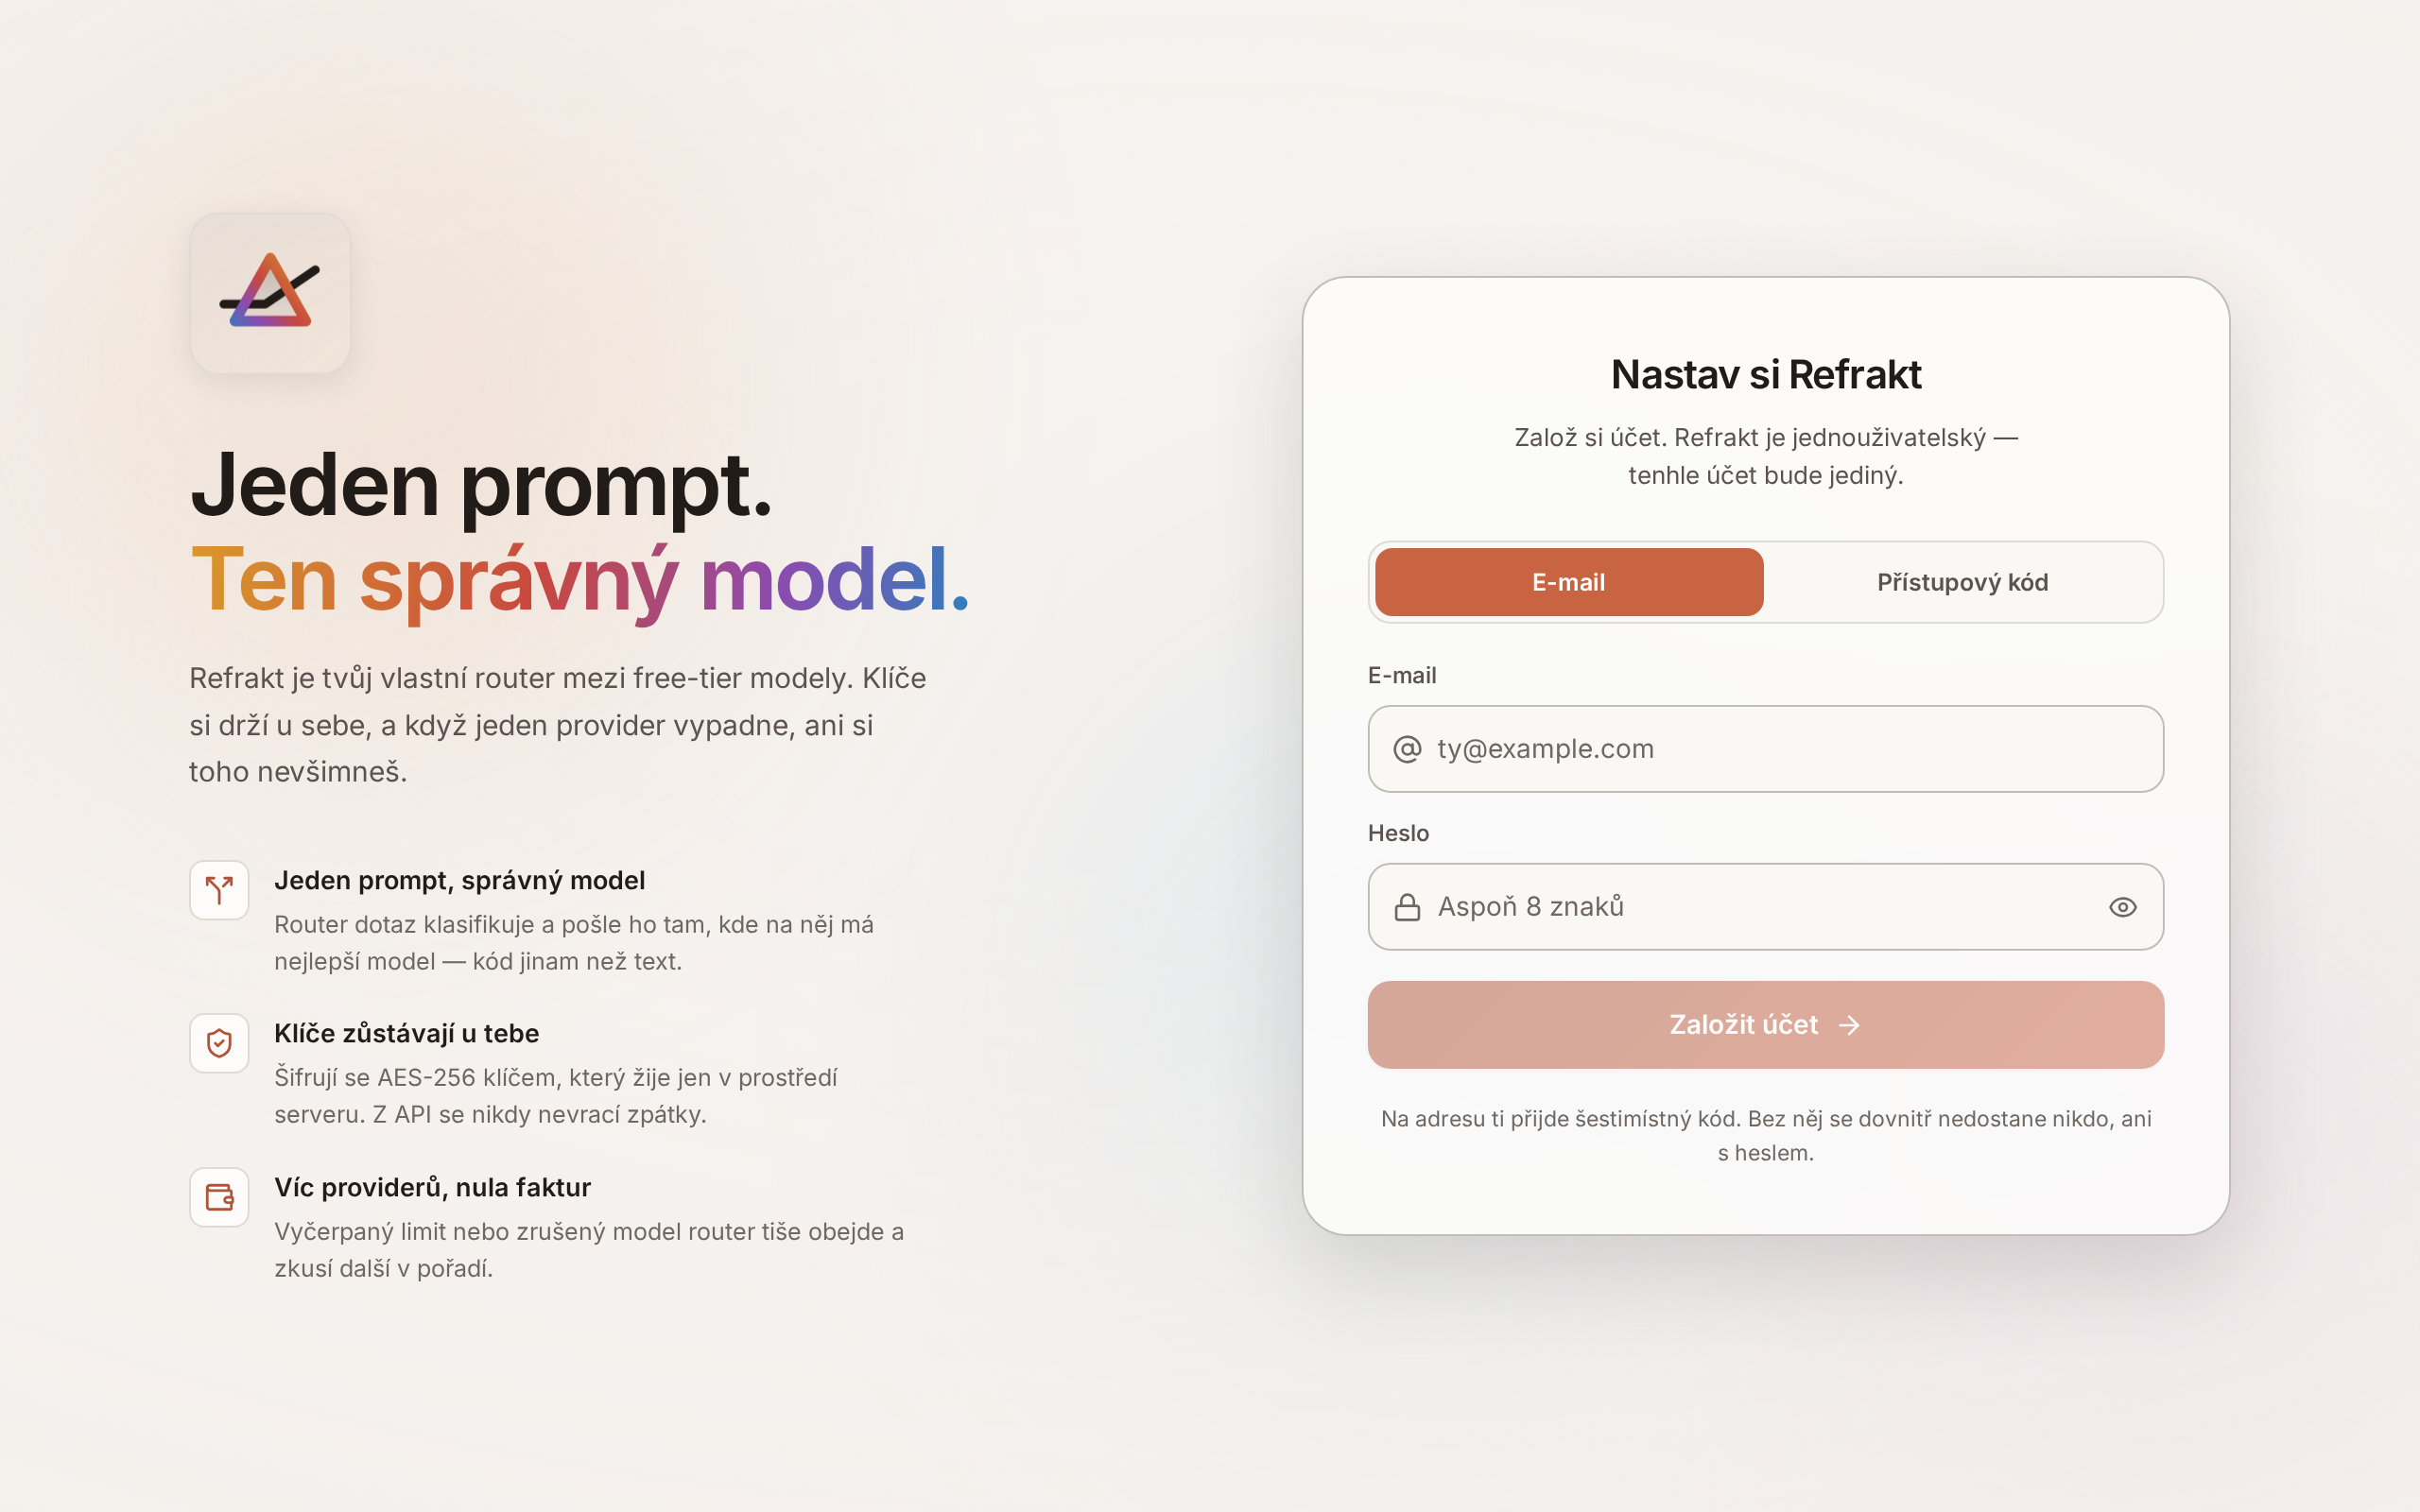 Jeden prompt.
Ten správný model.
Refrakt je tvůj vlastní router mezi free-tier modely. Klíče
si drží u sebe, a když jeden provider vypadne, ani si
toho nevšimneš.
Jeden prompt, správný model
Router dotaz klasifikuje a pošle ho tam, kde na něj má
nejlepší model — kód jinam než text.
Klíče zůstávají u tebe
Šifrují se AES-256 klíčem, který žije jen v prostředí
serveru. Z API se nikdy nevrací zpátky.
Víc providerů, nula faktur
Vyčerpaný limit nebo zrušený model router tiše obejde a
zkusí další v pořadí.
Nastav si Refrakt
Založ si účet. Refrakt je jednouživatelský —
tenhle účet bude jediný.
E-mail
Přístupový kód
E-mail
ty@example.com
Heslo
Aspoň 8 znaků
Založit účet →
Na adresu ti přijde šestimístný kód. Bez něj se dovnitř nedostane nikdo, ani
s heslem.